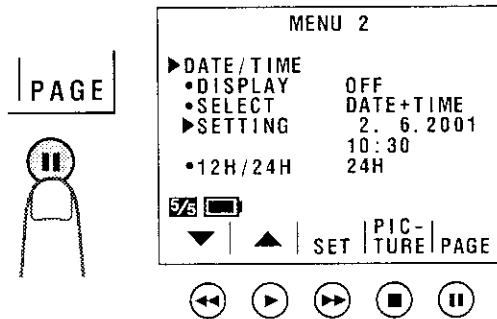 PAGE
MENU 2
▶DATE/TIME
•DISPLAY OFF
•SELECT DATE+TIME
▶SETTING 2. 6.2001
10:30
•12H/24H 24H
5/5
▼ ▲ SET PIC-
TURE PAGE